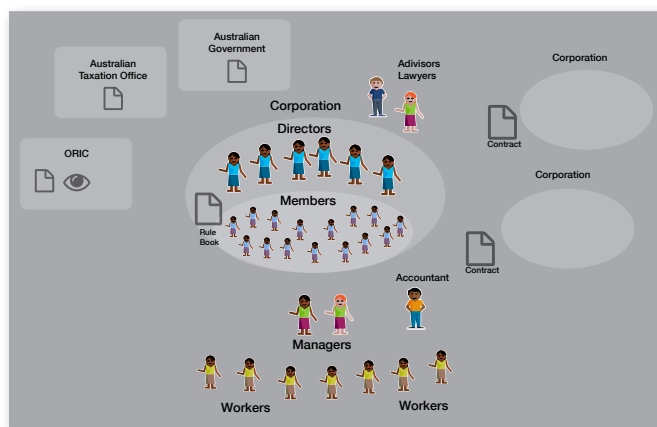 Australian
Government
Australian
Taxation Office
Adivisors
Lawyers
Corporation
Corporation
Directors
Contract
ORIC
Corporation
Members
Rule
Book
Contract
Accountant
Managers
Workers
Workers